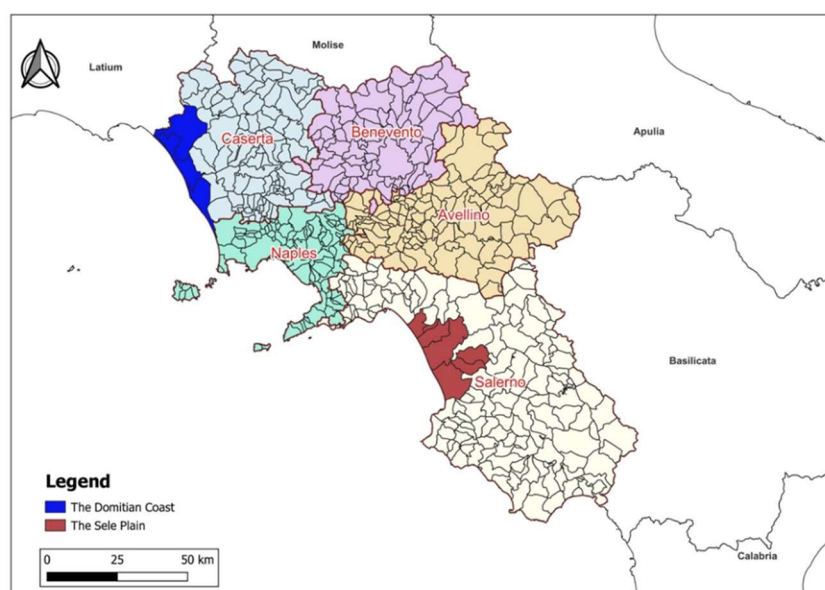 Molise
Latium
Apulia
Caserta
Benevento
Avellino
Naples
Basilicata
Salerno
Legend
The Domitian Coast
The Sele Plain
0 25 50 km
Calabria